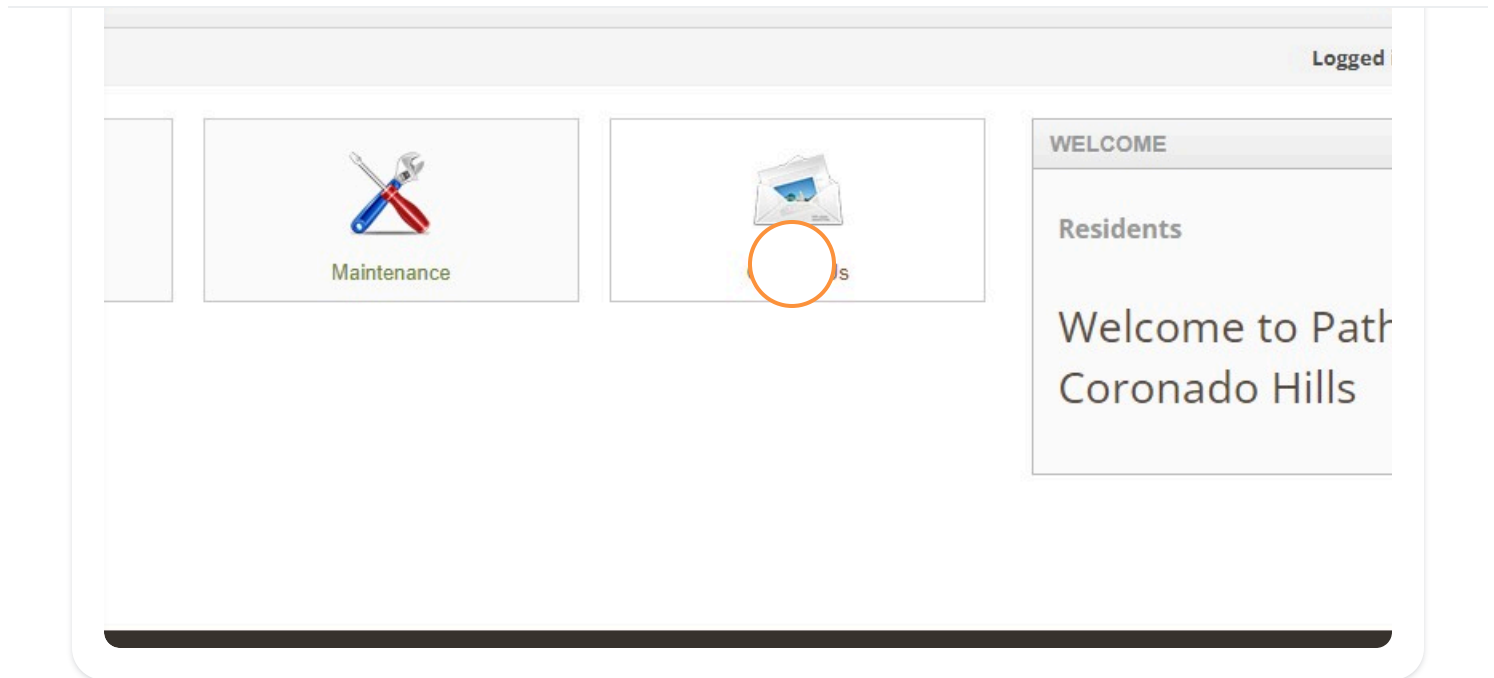 Logged
WELCOME
Maintenance
Residents
Welcome to Path
Coronado Hills